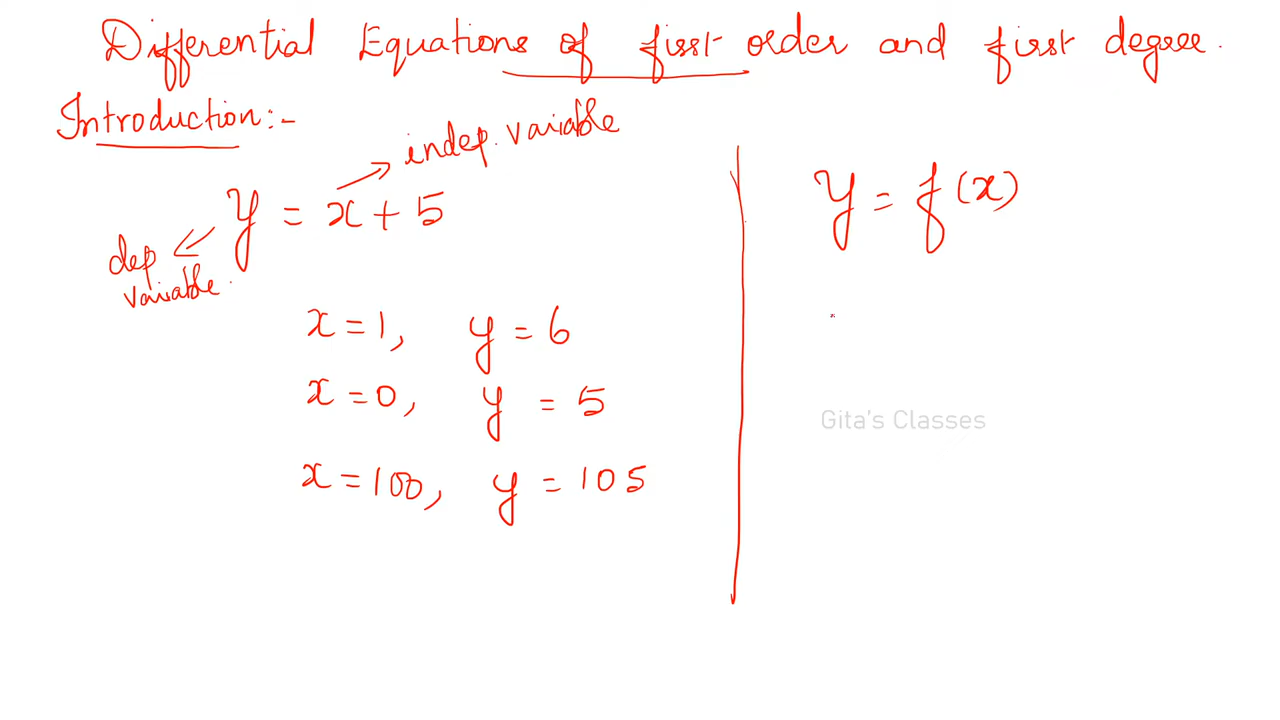 Differential Equations of first order and first degree.
Introduction:-
indep. variable
y = x + 5
dep
variable.
x = 1, y = 6
x = 0, y = 5
x = 100, y = 105
y = f(x)
Gita's Classes